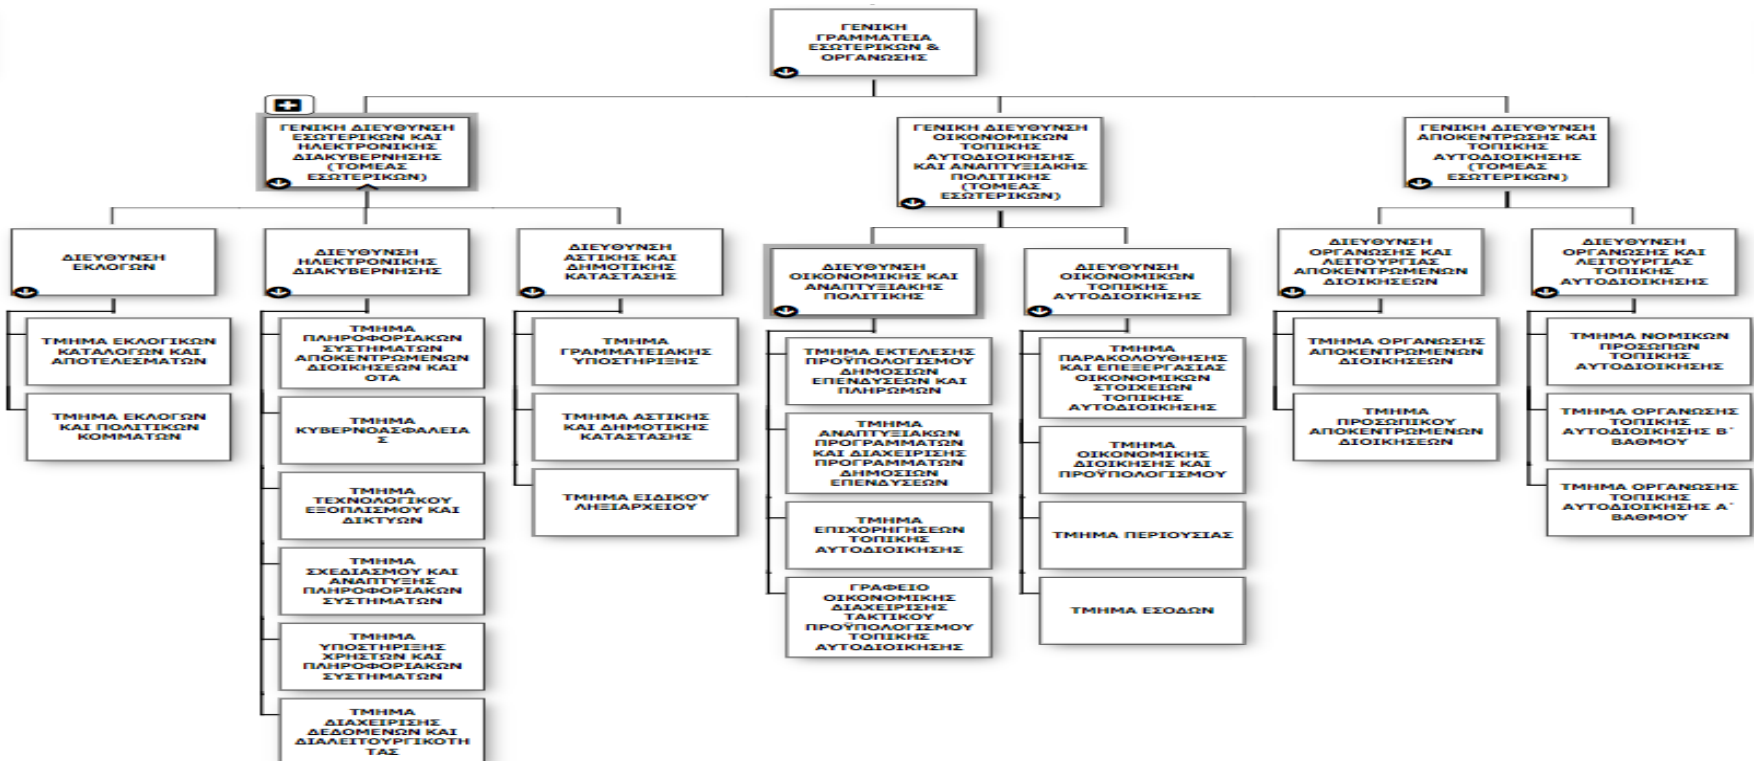 ΓΕΝΙΚΗ
ΓΡΑΜΜΑΤΕΙΑ
ΕΣΩΤΕΡΙΚΩΝ &
ΟΡΓΑΝΩΣΗΣ
ΓΕΝΙΚΗ ΔΙΕΥΘΥΝΣΗ
ΕΣΩΤΕΡΙΚΩΝ ΚΑΙ
ΗΛΕΚΤΡΟΝΙΚΗΣ
ΔΙΑΚΥΒΕΡΝΗΣΗΣ
(ΤΟΜΕΑΣ
ΕΣΩΤΕΡΙΚΩΝ)
ΓΕΝΙΚΗ ΔΙΕΥΘΥΝΣΗ
ΟΙΚΟΝΟΜΙΚΩΝ
ΤΟΠΙΚΗΣ
ΑΥΤΟΔΙΟΙΚΗΣΗΣ
ΚΑΙ ΑΝΑΠΤΥΞΙΑΚΗΣ
ΠΟΛΙΤΙΚΗΣ
(ΤΟΜΕΑΣ
ΕΣΩΤΕΡΙΚΩΝ)
ΓΕΝΙΚΗ ΔΙΕΥΘΥΝΣΗ
ΑΠΟΚΕΝΤΡΩΣΗΣ ΚΑΙ
ΤΟΠΙΚΗΣ
ΑΥΤΟΔΙΟΙΚΗΣΗΣ
(ΤΟΜΕΑΣ
ΕΣΩΤΕΡΙΚΩΝ)
ΔΙΕΥΘΥΝΣΗ
ΕΚΛΟΓΩΝ
ΔΙΕΥΘΥΝΣΗ
ΗΛΕΚΤΡΟΝΙΚΗΣ
ΔΙΑΚΥΒΕΡΝΗΣΗΣ
ΔΙΕΥΘΥΝΣΗ
ΑΣΤΙΚΗΣ ΚΑΙ
ΔΗΜΟΤΙΚΗΣ
ΚΑΤΑΣΤΑΣΗΣ
ΔΙΕΥΘΥΝΣΗ
ΟΙΚΟΝΟΜΙΚΗΣ ΚΑΙ
ΑΝΑΠΤΥΞΙΑΚΗΣ
ΠΟΛΙΤΙΚΗΣ
ΔΙΕΥΘΥΝΣΗ
ΟΙΚΟΝΟΜΙΚΩΝ
ΤΟΠΙΚΗΣ
ΑΥΤΟΔΙΟΙΚΗΣΗΣ
ΔΙΕΥΘΥΝΣΗ
ΟΡΓΑΝΩΣΗΣ ΚΑΙ
ΛΕΙΤΟΥΡΓΙΑΣ
ΑΠΟΚΕΝΤΡΩΜΕΝΩΝ
ΔΙΟΙΚΗΣΕΩΝ
ΔΙΕΥΘΥΝΣΗ
ΟΡΓΑΝΩΣΗΣ ΚΑΙ
ΛΕΙΤΟΥΡΓΙΑΣ
ΤΟΠΙΚΗΣ
ΑΥΤΟΔΙΟΙΚΗΣΗΣ
ΤΜΗΜΑ ΕΚΛΟΓΙΚΩΝ
ΚΑΤΑΛΟΓΩΝ ΚΑΙ
ΑΠΟΤΕΛΕΣΜΑΤΩΝ
ΤΜΗΜΑ ΕΚΛΟΓΩΝ
ΚΑΙ ΠΟΛΙΤΙΚΩΝ
ΚΟΜΜΑΤΩΝ
ΤΜΗΜΑ
ΠΛΗΡΟΦΟΡΙΑΚΩΝ
ΣΥΣΤΗΜΑΤΩΝ
ΑΠΟΚΕΝΤΡΩΜΕΝΩΝ
ΔΙΟΙΚΗΣΕΩΝ ΚΑΙ
ΟΤΑ
ΤΜΗΜΑ
ΚΥΒΕΡΝΟΑΣΦΑΛΕΙΑ
Σ
ΤΜΗΜΑ
ΤΕΧΝΟΛΟΓΙΚΟΥ
ΕΞΟΠΛΙΣΜΟΥ ΚΑΙ
ΔΙΚΤΥΩΝ
ΤΜΗΜΑ
ΣΧΕΔΙΑΣΜΟΥ ΚΑΙ
ΑΝΑΠΤΥΞΗΣ
ΠΛΗΡΟΦΟΡΙΑΚΩΝ
ΣΥΣΤΗΜΑΤΩΝ
ΤΜΗΜΑ
ΥΠΟΣΤΗΡΙΞΗΣ
ΧΡΗΣΤΩΝ ΚΑΙ
ΠΛΗΡΟΦΟΡΙΑΚΩΝ
ΣΥΣΤΗΜΑΤΩΝ
ΤΜΗΜΑ
ΔΙΑΧΕΙΡΙΣΗΣ
ΔΕΔΟΜΕΝΩΝ ΚΑΙ
ΔΙΑΛΕΙΤΟΥΡΓΙΚΟΤΗ
ΤΑΣ
ΤΜΗΜΑ
ΓΡΑΜΜΑΤΕΙΑΚΗΣ
ΥΠΟΣΤΗΡΙΞΗΣ
ΤΜΗΜΑ ΑΣΤΙΚΗΣ
ΚΑΙ ΔΗΜΟΤΙΚΗΣ
ΚΑΤΑΣΤΑΣΗΣ
ΤΜΗΜΑ ΕΙΔΙΚΟΥ
ΛΗΞΙΑΡΧΕΙΟΥ
ΤΜΗΜΑ ΕΚΤΕΛΕΣΗΣ
ΠΡΟΫΠΟΛΟΓΙΣΜΟΥ
ΔΗΜΟΣΙΩΝ
ΕΠΕΝΔΥΣΕΩΝ ΚΑΙ
ΠΛΗΡΩΜΩΝ
ΤΜΗΜΑ
ΑΝΑΠΤΥΞΙΑΚΩΝ
ΠΡΟΓΡΑΜΜΑΤΩΝ
ΚΑΙ ΔΙΑΧΕΙΡΙΣΗΣ
ΠΡΟΓΡΑΜΜΑΤΩΝ
ΔΗΜΟΣΙΩΝ
ΕΠΕΝΔΥΣΕΩΝ
ΤΜΗΜΑ
ΕΠΙΧΟΡΗΓΗΣΕΩΝ
ΤΟΠΙΚΗΣ
ΑΥΤΟΔΙΟΙΚΗΣΗΣ
ΓΡΑΦΕΙΟ
ΟΙΚΟΝΟΜΙΚΗΣ
ΔΙΑΧΕΙΡΙΣΗΣ
ΤΑΚΤΙΚΟΥ
ΠΡΟΫΠΟΛΟΓΙΣΜΟΥ
ΤΟΠΙΚΗΣ
ΑΥΤΟΔΙΟΙΚΗΣΗΣ
ΤΜΗΜΑ
ΠΑΡΑΚΟΛΟΥΘΗΣΗΣ
ΚΑΙ ΕΠΕΞΕΡΓΑΣΙΑΣ
ΟΙΚΟΝΟΜΙΚΩΝ
ΣΤΟΙΧΕΙΩΝ
ΤΟΠΙΚΗΣ
ΑΥΤΟΔΙΟΙΚΗΣΗΣ
ΤΜΗΜΑ
ΟΙΚΟΝΟΜΙΚΗΣ
ΔΙΟΙΚΗΣΗΣ ΚΑΙ
ΠΡΟΫΠΟΛΟΓΙΣΜΟΥ
ΤΜΗΜΑ ΠΕΡΙΟΥΣΙΑΣ
ΤΜΗΜΑ ΕΣΟΔΩΝ
ΤΜΗΜΑ ΟΡΓΑΝΩΣΗΣ
ΑΠΟΚΕΝΤΡΩΜΕΝΩΝ
ΔΙΟΙΚΗΣΕΩΝ
ΤΜΗΜΑ
ΠΡΟΣΩΠΙΚΟΥ
ΑΠΟΚΕΝΤΡΩΜΕΝΩΝ
ΔΙΟΙΚΗΣΕΩΝ
ΤΜΗΜΑ ΝΟΜΙΚΩΝ
ΠΡΟΣΩΠΩΝ
ΤΟΠΙΚΗΣ
ΑΥΤΟΔΙΟΙΚΗΣΗΣ
ΤΜΗΜΑ ΟΡΓΑΝΩΣΗΣ
ΤΟΠΙΚΗΣ
ΑΥΤΟΔΙΟΙΚΗΣΗΣ Β΄
ΒΑΘΜΟΥ
ΤΜΗΜΑ ΟΡΓΑΝΩΣΗΣ
ΤΟΠΙΚΗΣ
ΑΥΤΟΔΙΟΙΚΗΣΗΣ Α΄
ΒΑΘΜΟΥ